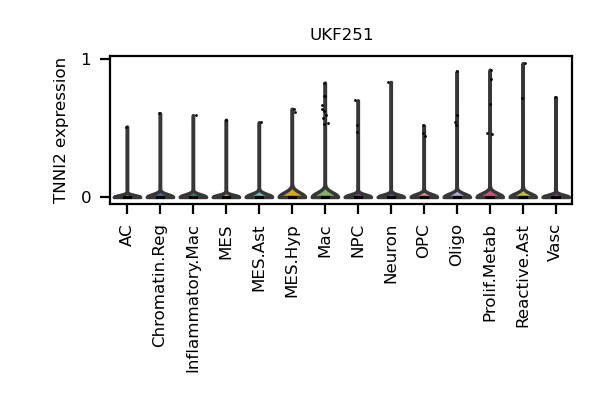 UKF251
TNNI2 expression
1
0
AC
Chromatin.Reg
Inflammatory.Mac
MES
MES.Ast
MES.Hyp
Mac
NPC
Neuron
OPC
Oligo
Prolif.Metab
Reactive.Ast
Vasc